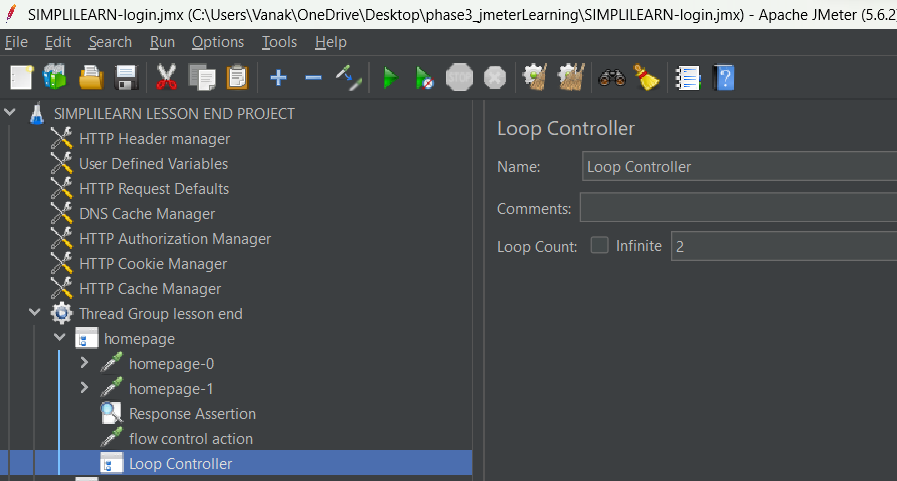 SIMPLILEARN-login.jmx (C:\Users\Vanak\OneDrive\Desktop\phase3_jmeterLearning\SIMPLILEARN-login.jmx) - Apache JMeter (5.6.2)
File Edit Search Run Options Tools Help
STOP
SIMPLILEARN LESSON END PROJECT
HTTP Header manager
User Defined Variables
HTTP Request Defaults
DNS Cache Manager
HTTP Authorization Manager
HTTP Cookie Manager
HTTP Cache Manager
Thread Group lesson end
homepage
homepage-0
homepage-1
Response Assertion
flow control action
Loop Controller
Loop Controller
Name: Loop Controller
Comments:
Loop Count: Infinite 2